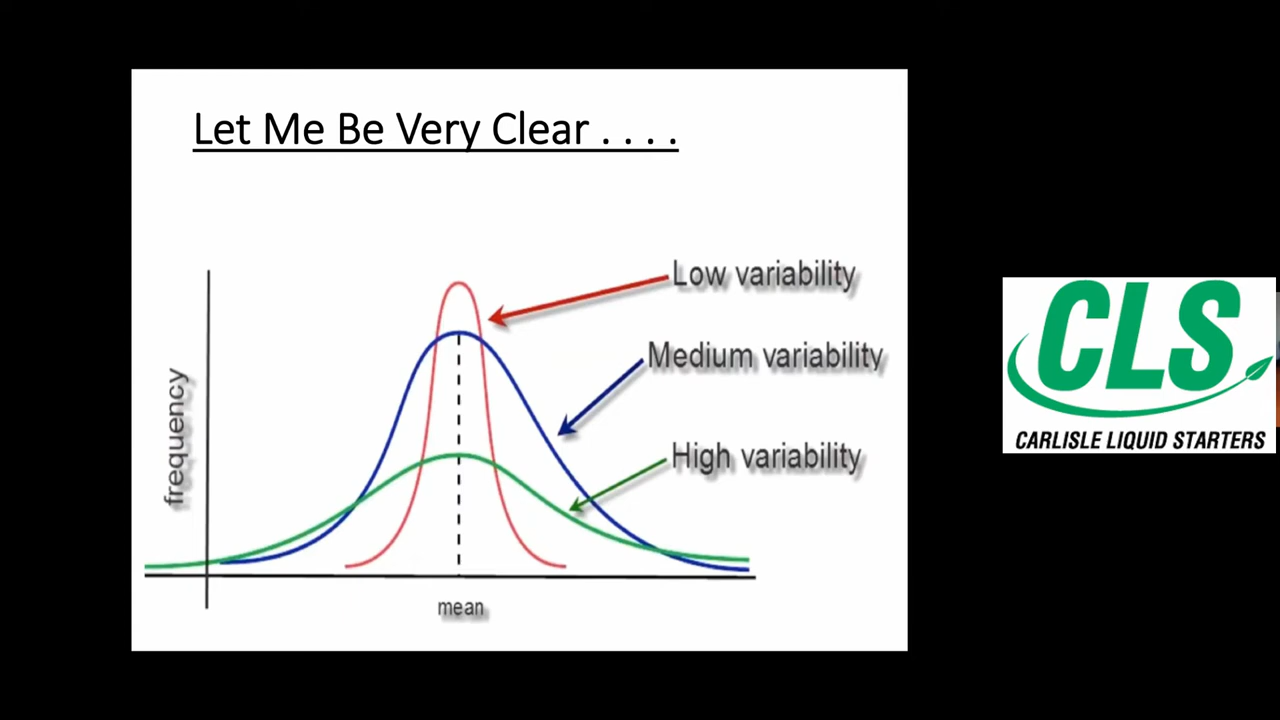 Let Me Be Very Clear . . . .
Low variability
Medium variability
High variability
frequency
mean
CLS
CARLISLE LIQUID STARTERS